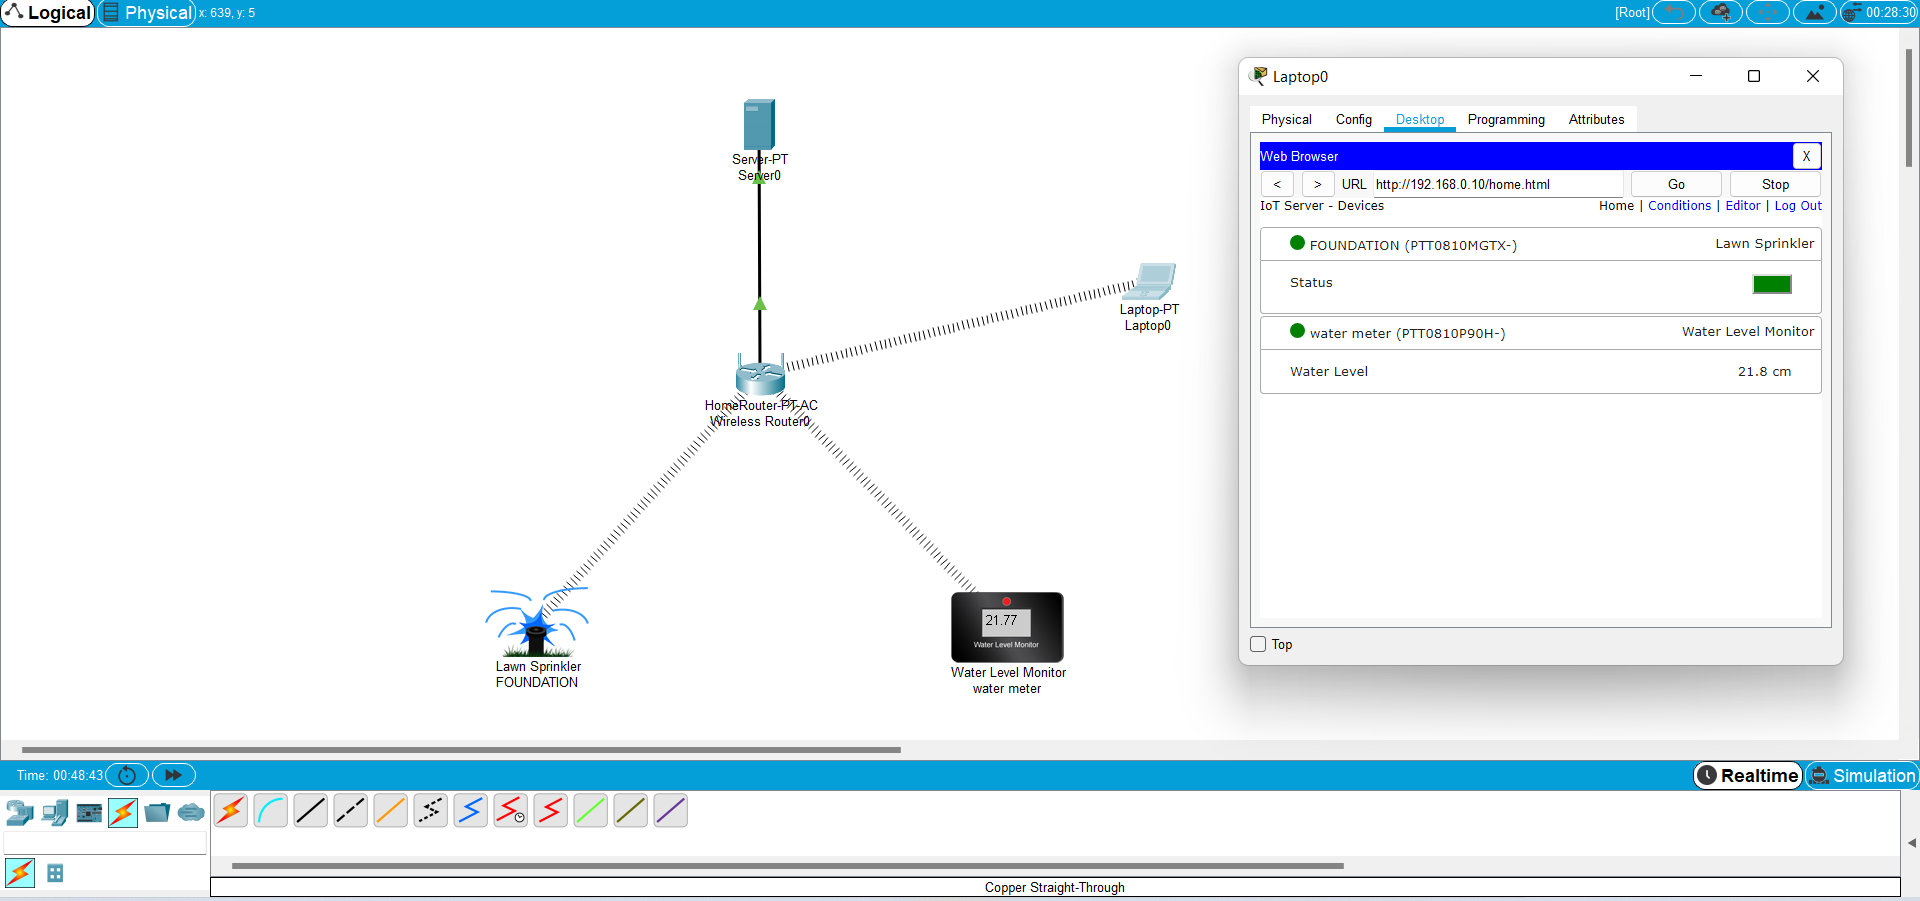 Logical Physical x: 639, y: 5 [Root] 00:28:30
Server-PT
Server0
Laptop-PT
Laptop0
HomeRouter-PT-AC
Wireless Router0
Lawn Sprinkler
FOUNDATION
21.77
Water Level Monitor
Water Level Monitor
water meter
Laptop0
Physical Config Desktop Programming Attributes
Web Browser X
< > URL http://192.168.0.10/home.html Go Stop
IoT Server - Devices Home | Conditions | Editor | Log Out
FOUNDATION (PTT0810MGTX-) Lawn Sprinkler
Status
water meter (PTT0810P90H-) Water Level Monitor
Water Level 21.8 cm
Top
Time: 00:48:43 Realtime Simulation
Copper Straight-Through